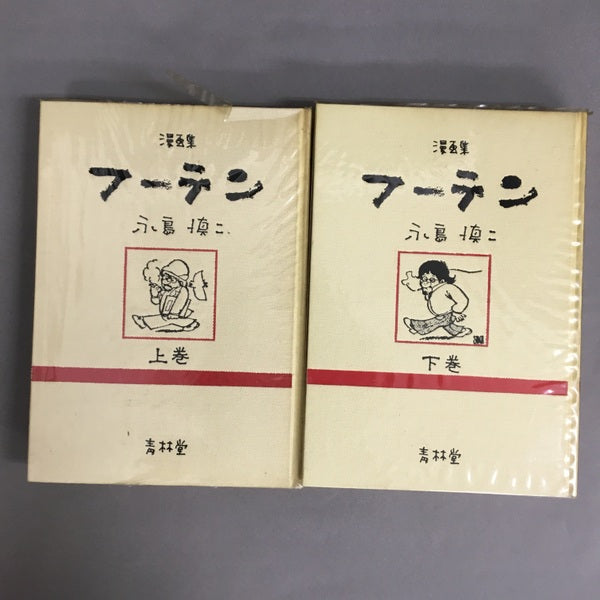 漫画集
フーテン
永島慎二
上巻
青林堂
漫画集
フーテン
永島慎二
下巻
青林堂